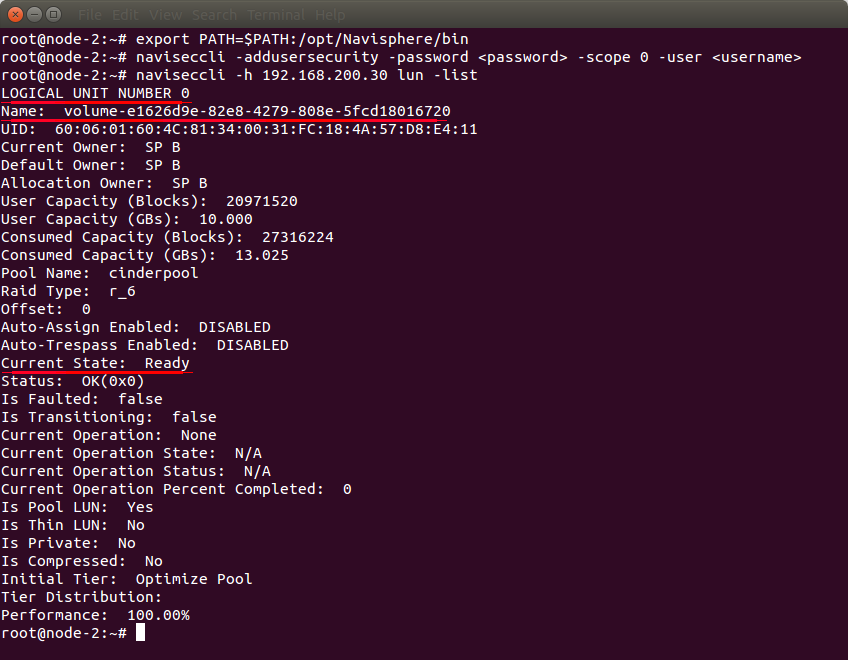 File Edit View Search Terminal Help
root@node-2:~# export PATH=$PATH:/opt/Navisphere/bin
root@node-2:~# naviseccli -addusersecurity -password <password> -scope 0 -user <username>
root@node-2:~# naviseccli -h 192.168.200.30 lun -list
LOGICAL UNIT NUMBER 0
Name:  volume-e1626d9e-82e8-4279-808e-5fcd18016720
UID:  60:06:01:60:4C:81:34:00:31:FC:18:4A:57:D8:E4:11
Current Owner:  SP B
Default Owner:  SP B
Allocation Owner:  SP B
User Capacity (Blocks):  20971520
User Capacity (GBs):  10.000
Consumed Capacity (Blocks):  27316224
Consumed Capacity (GBs):  13.025
Pool Name:  cinderpool
Raid Type:  r_6
Offset:  0
Auto-Assign Enabled:  DISABLED
Auto-Trespass Enabled:  DISABLED
Current State:  Ready
Status:  OK(0x0)
Is Faulted:  false
Is Transitioning:  false
Current Operation:  None
Current Operation State:  N/A
Current Operation Status:  N/A
Current Operation Percent Completed:  0
Is Pool LUN:  Yes
Is Thin LUN:  No
Is Private:  No
Is Compressed:  No
Initial Tier:  Optimize Pool
Tier Distribution:
Performance:  100.00%
root@node-2:~#